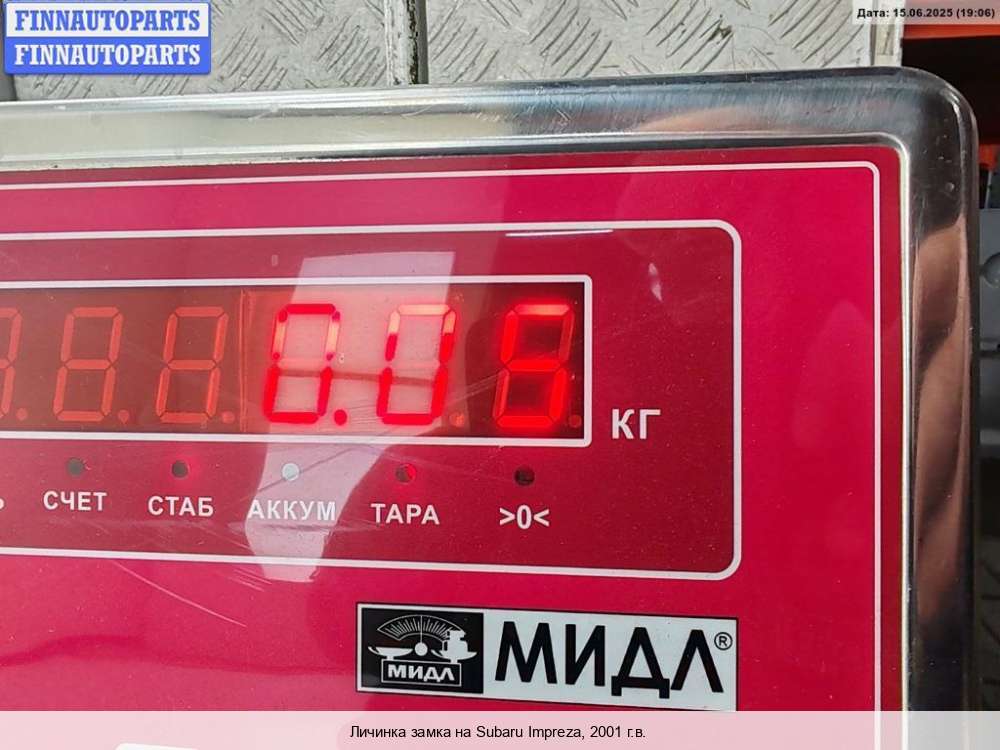 FINNAUTOPARTS
FINNAUTOPARTS
Дата: 15.06.2025 (19:06)
0.05
КГ
СЧЕТ СТАБ АККУМ ТАРА >0<
МИДЛ
МИДЛ®
Личинка замка на Subaru Impreza, 2001 г.в.